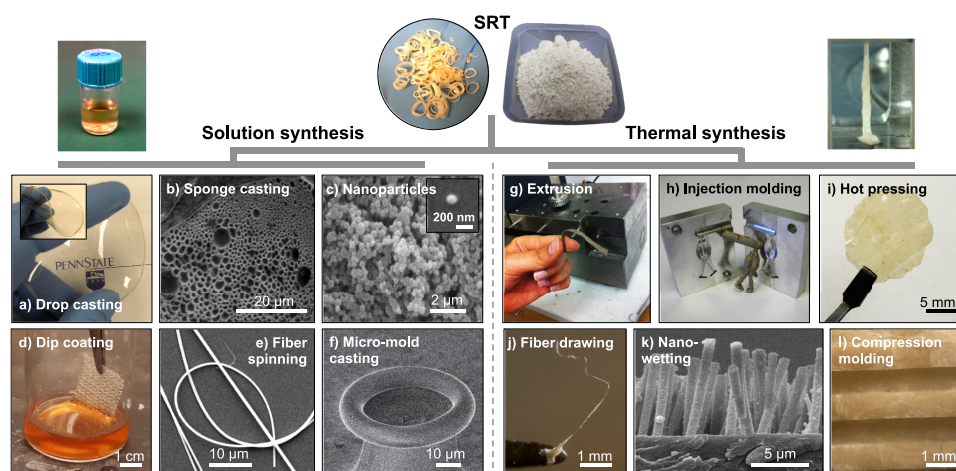 SRT
Solution synthesis
Thermal synthesis
PENNSTATE
a) Drop casting
b) Sponge casting
20 µm
c) Nanoparticles
200 nm
2 µm
g) Extrusion
h) Injection molding
i) Hot pressing
5 mm
d) Dip coating
1 cm
e) Fiber
spinning
10 µm
f) Micro-mold
casting
10 µm
j) Fiber drawing
1 mm
k) Nano-
wetting
5 µm
l) Compression
molding
1 mm